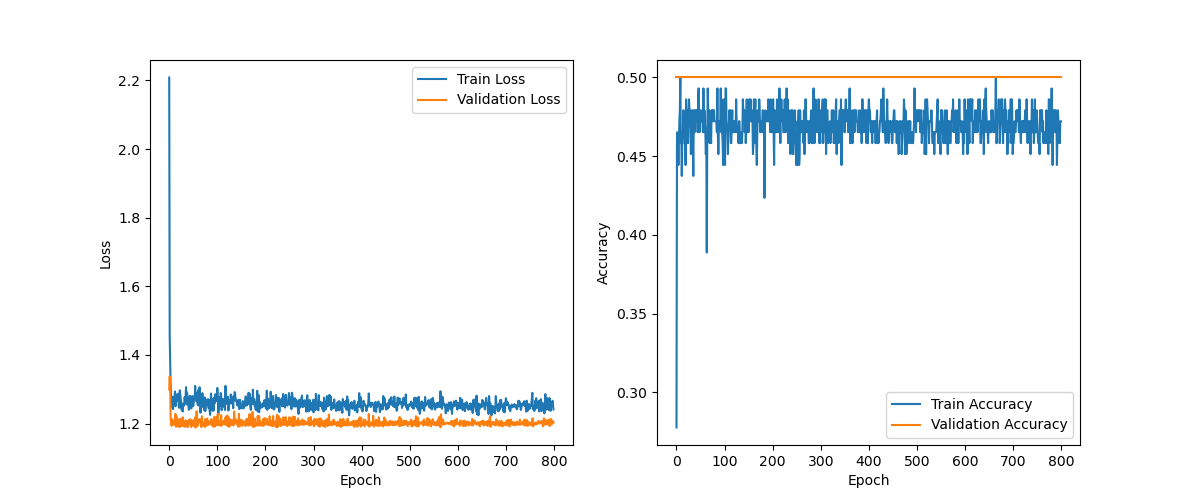 2.2
2.0
1.8
1.6
1.4
1.2
Loss
0 100 200 300 400 500 600 700 800
Epoch
Train Loss
Validation Loss
0.50
0.45
0.40
0.35
0.30
Accuracy
0 100 200 300 400 500 600 700 800
Epoch
Train Accuracy
Validation Accuracy